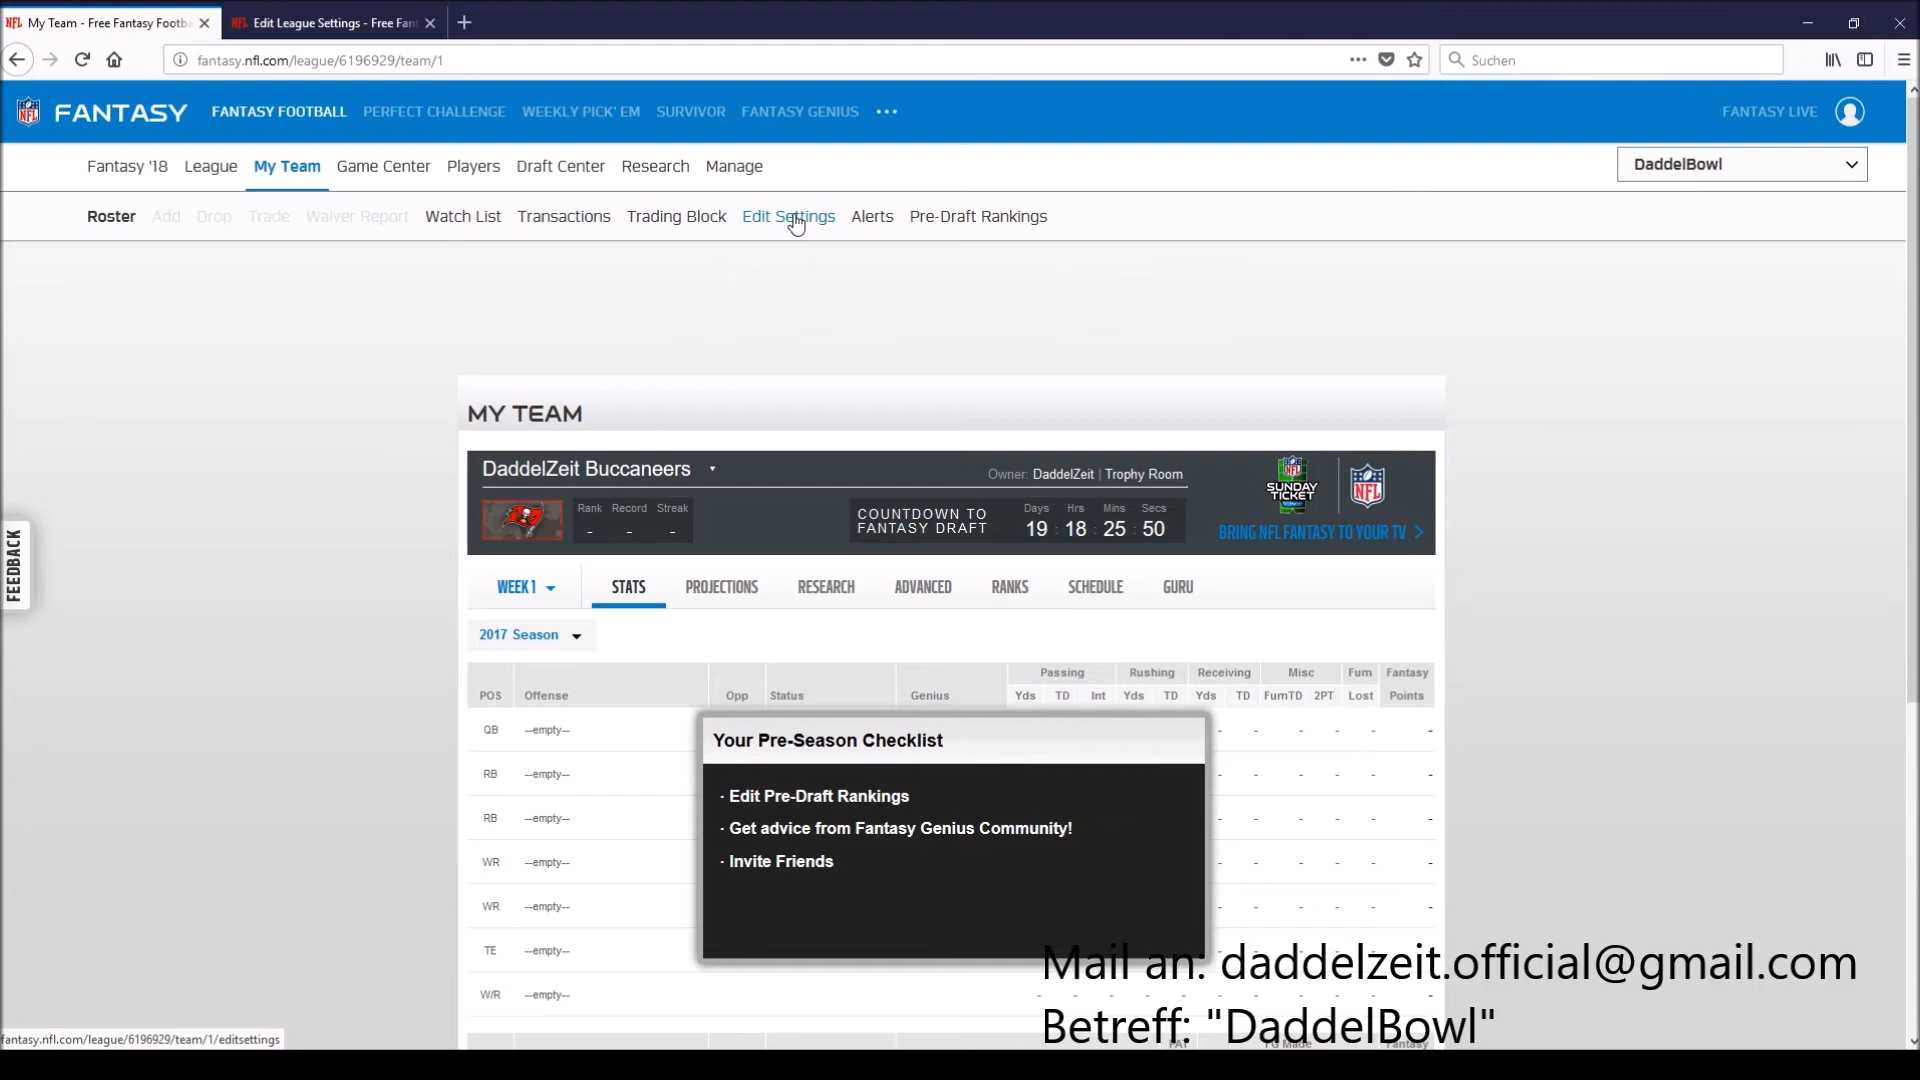 My Team - Free Fantasy Footba
Edit League Settings - Free Fan
fantasy.nfl.com/league/6196929/team/1
Suchen
FANTASY FANTASY FOOTBALL PERFECT CHALLENGE WEEKLY PICK' EM SURVIVOR FANTASY GENIUS FANTASY LIVE
Fantasy '18 League My Team Game Center Players Draft Center Research Manage DaddelBowl
Roster Add Drop Trade Waiver Report Watch List Transactions Trading Block Edit Settings Alerts Pre-Draft Rankings
FEEDBACK
MY TEAM
DaddelZeit Buccaneers Owner: DaddelZeit | Trophy Room
Rank Record Streak
- - -
COUNTDOWN TO
FANTASY DRAFT
Days Hrs Mins Secs
19 : 18 : 25 : 50
NFL
SUNDAY
TICKET
NFL
BRING NFL FANTASY TO YOUR TV >
WEEK 1 STATS PROJECTIONS RESEARCH ADVANCED RANKS SCHEDULE GURU
2017 Season
Passing Rushing Receiving Misc Fum Fantasy
POS Offense Opp Status Genius Yds TD Int Yds TD Yds TD FumTD 2PT Lost Points
QB --empty-- - - - - - -
RB --empty-- - - - - - -
RB --empty-- - - - - - -
WR --empty-- - - - - - -
WR --empty-- - - - - - -
TE --empty-- - - - - - -
W/R --empty-- - - - - - - - - - - -
Your Pre-Season Checklist
· Edit Pre-Draft Rankings
· Get advice from Fantasy Genius Community!
· Invite Friends
Mail an: daddelzeit.official@gmail.com
Betreff: "DaddelBowl"
PAT FG Made Fantasy
fantasy.nfl.com/league/6196929/team/1/editsettings